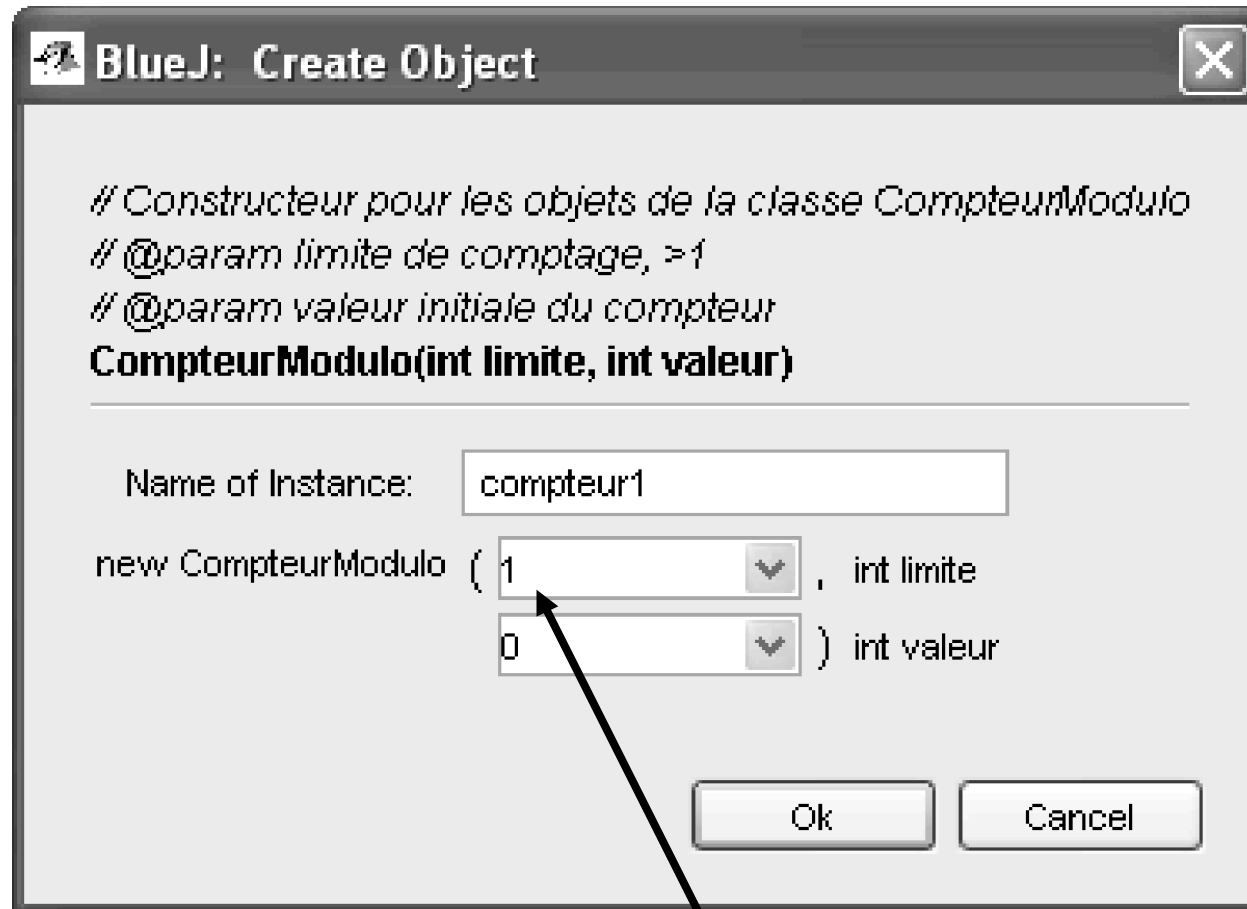 BlueJ: Create Object
// Constructeur pour les objets de la classe CompteurModulo
// @param limite de comptage, >1
// @param valeur initiale du compteur
CompteurModulo(int limite, int valeur)
Name of Instance: compteur1
new CompteurModulo ( 1 , int limite
0 ) int valeur
Ok Cancel